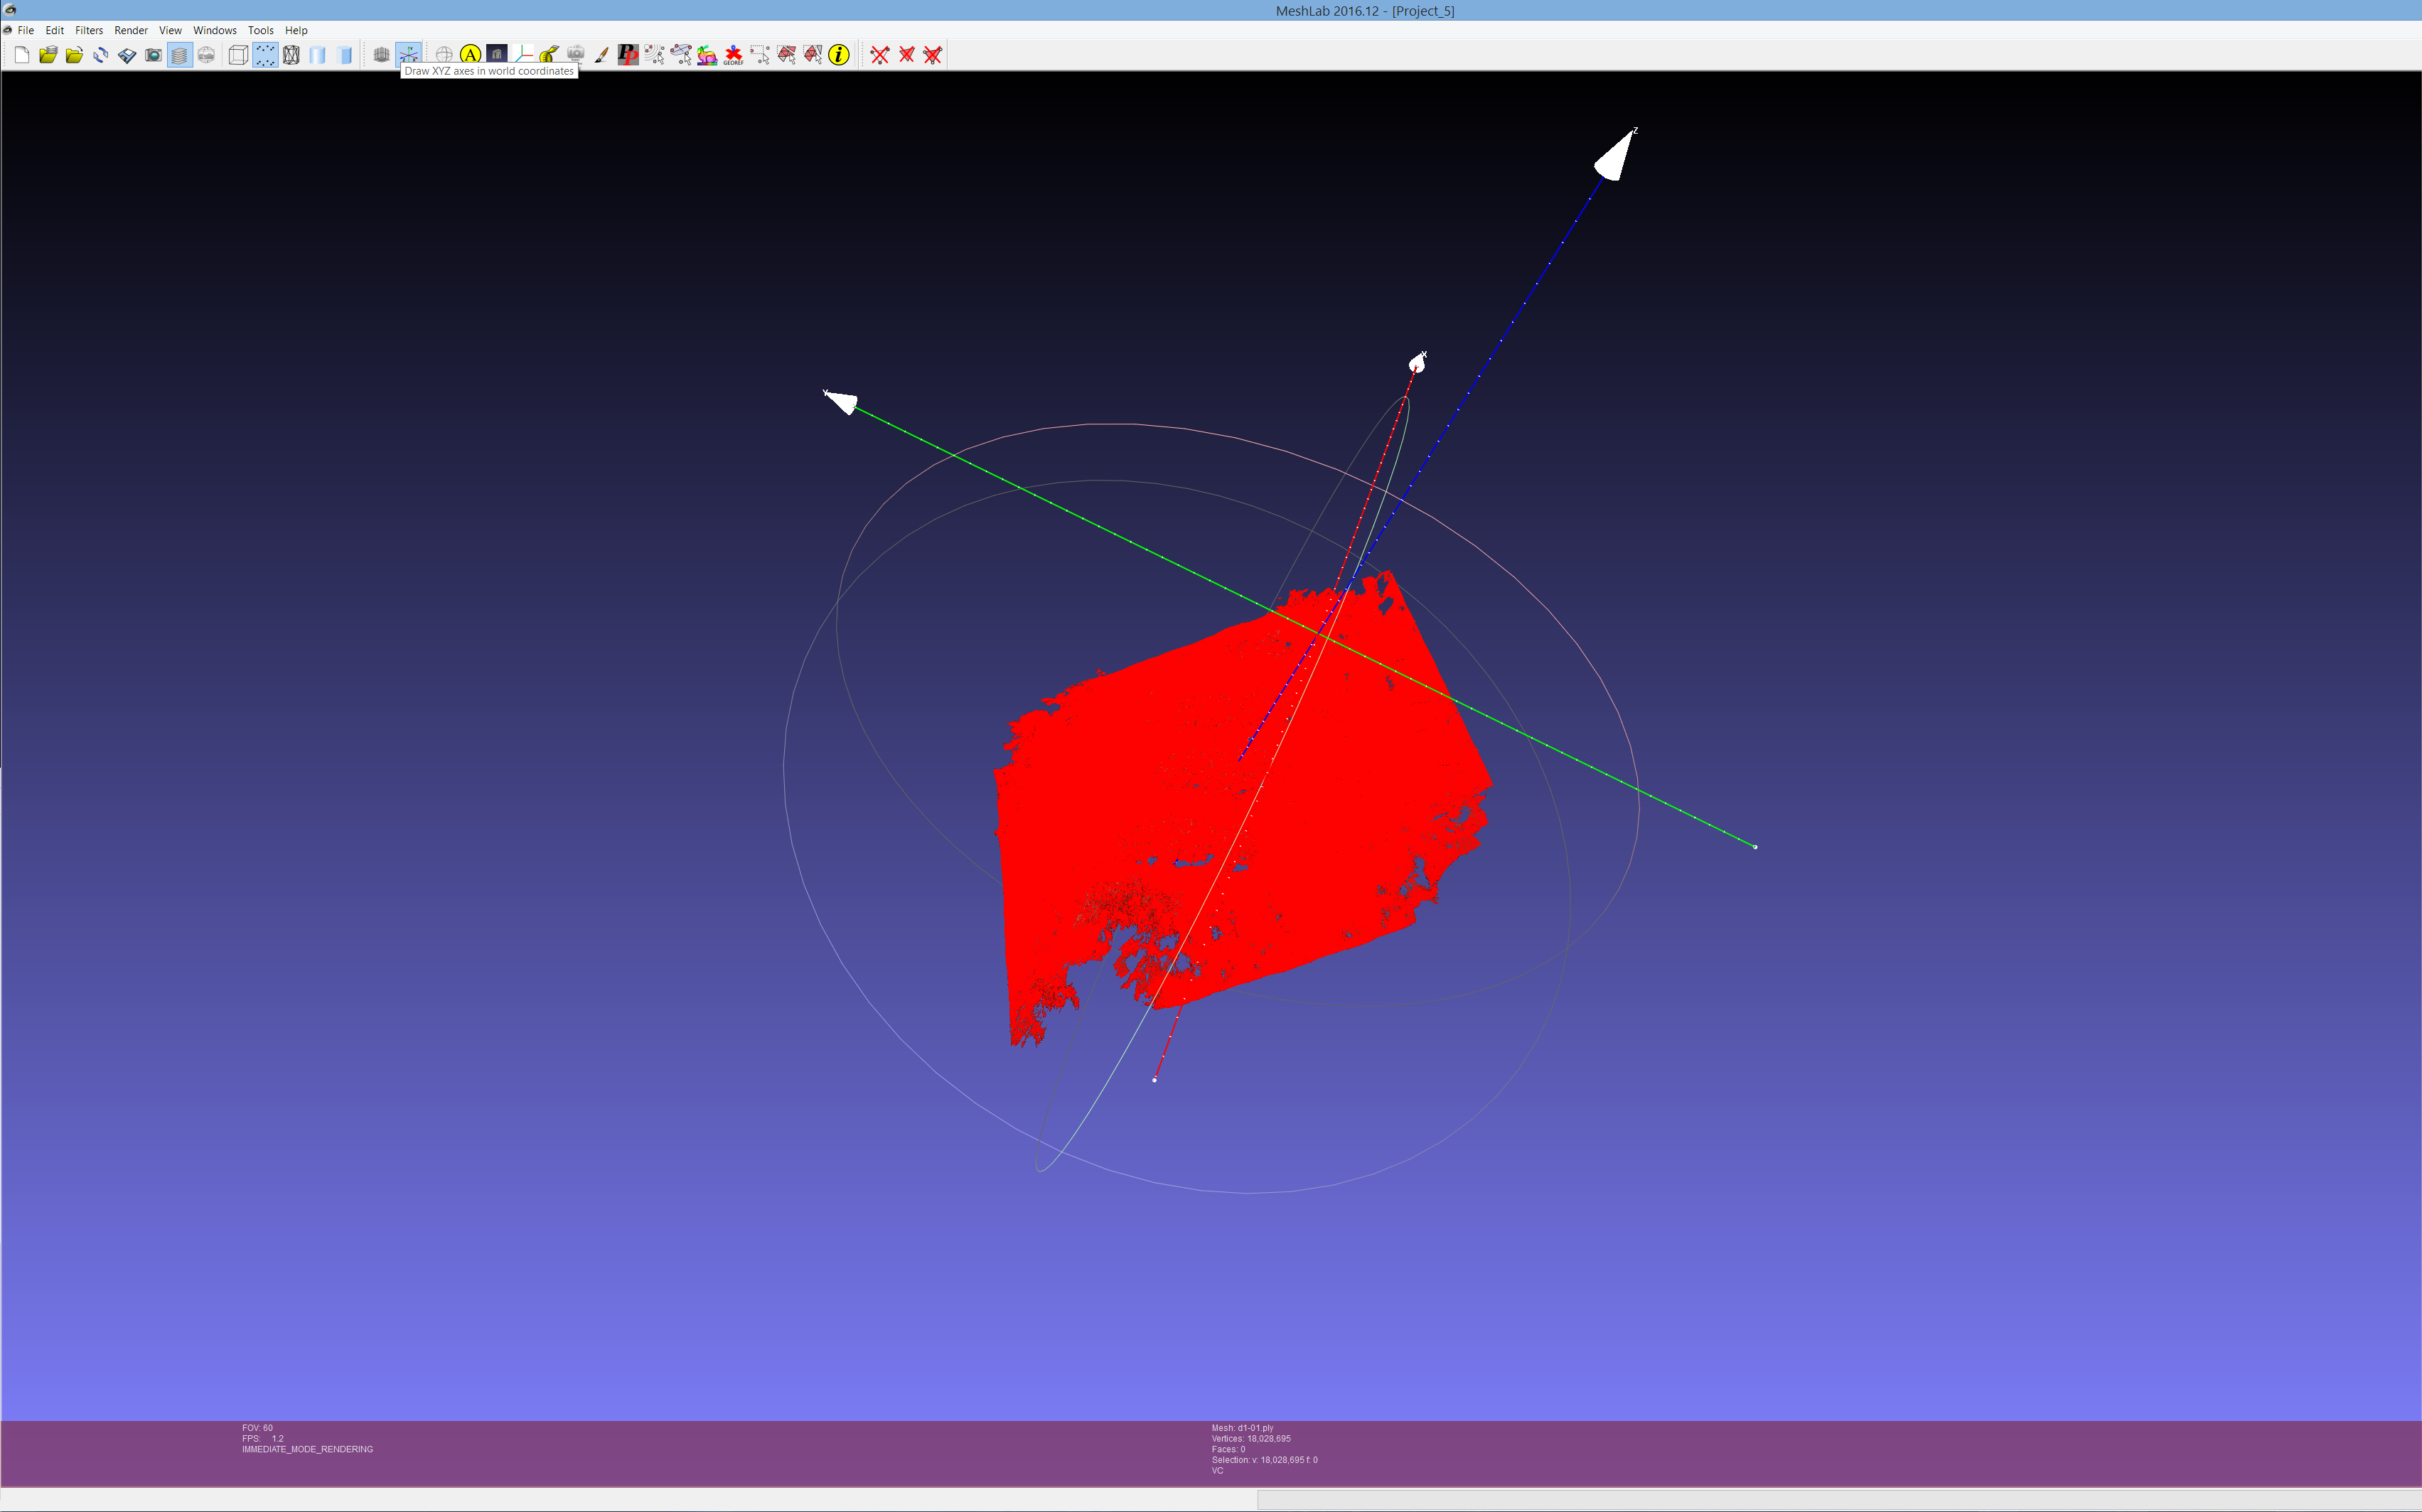 MeshLab 2016.12 - [Project_5]
File Edit Filters Render View Windows Tools Help
A
PP
GEOREF
i
Draw XYZ axes in world coordinates
Z
X
Y
FOV: 60
FPS: 1.2
IMMEDIATE_MODE_RENDERING
Mesh: d1-01.ply
Vertices: 18,028,695
Faces: 0
Selection: v: 18,028,695 f: 0
VC